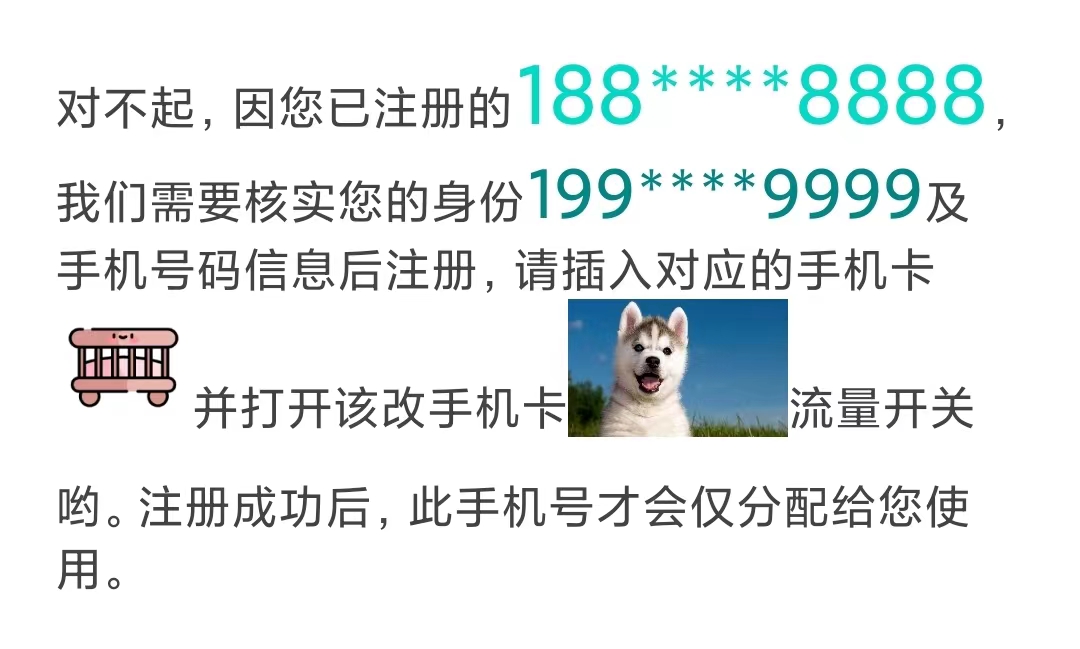 对不起，因您已注册的188****8888，
我们需要核实您的身份199****9999及
手机号码信息后注册，请插入对应的手机卡
并打开该改手机卡流量开关
哟。注册成功后，此手机号才会仅分配给您使
用。